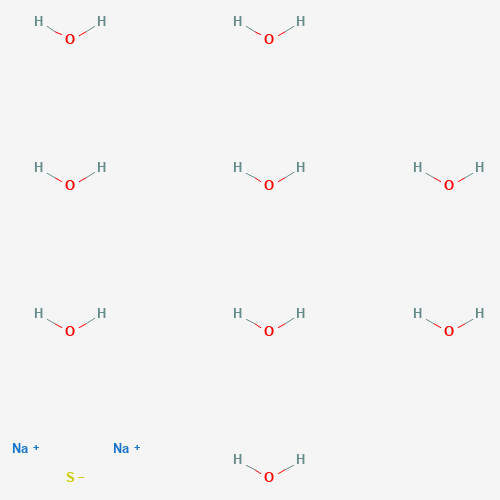 H H H H
O O
H H H H H H
O O O
H H H H H H
O O O
Na + Na + H H
S − O